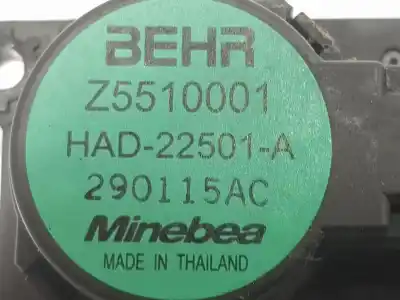 BEHR
Z5510001
HAD-22501-A
290115AC
Minebea
MADE IN THAILAND